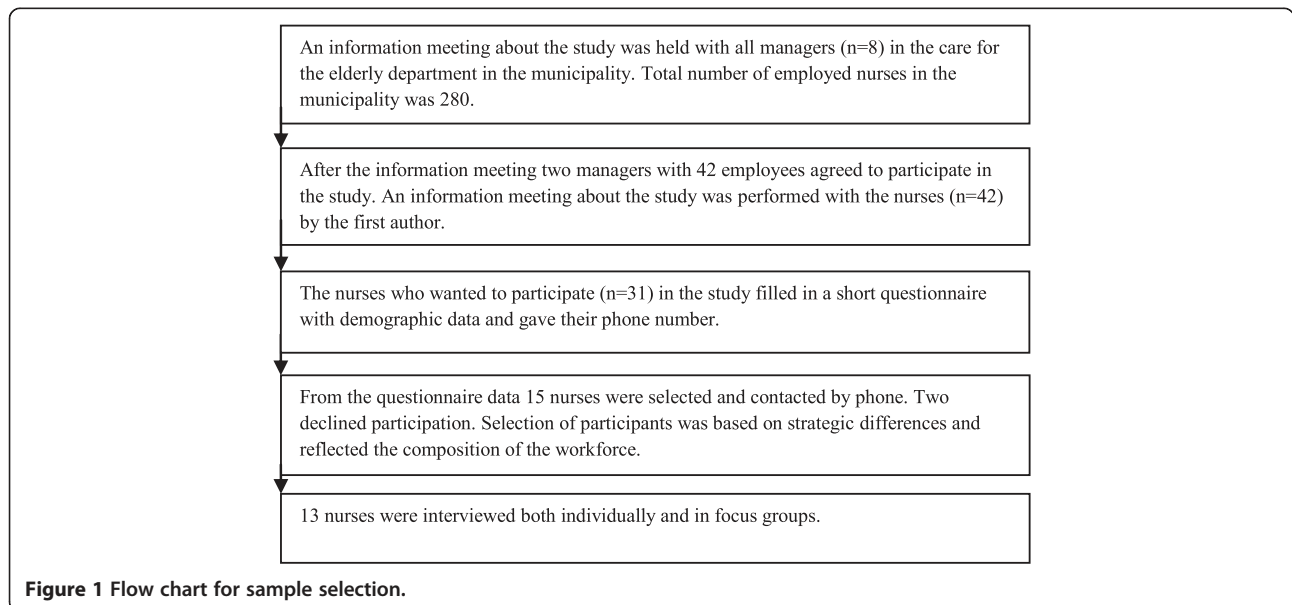 An information meeting about the study was held with all managers (n=8) in the care for
the elderly department in the municipality. Total number of employed nurses in the
municipality was 280.
After the information meeting two managers with 42 employees agreed to participate in
the study. An information meeting about the study was performed with the nurses (n=42)
by the first author.
The nurses who wanted to participate (n=31) in the study filled in a short questionnaire
with demographic data and gave their phone number.
From the questionnaire data 15 nurses were selected and contacted by phone. Two
declined participation. Selection of participants was based on strategic differences and
reflected the composition of the workforce.
13 nurses were interviewed both individually and in focus groups.
Figure 1 Flow chart for sample selection.